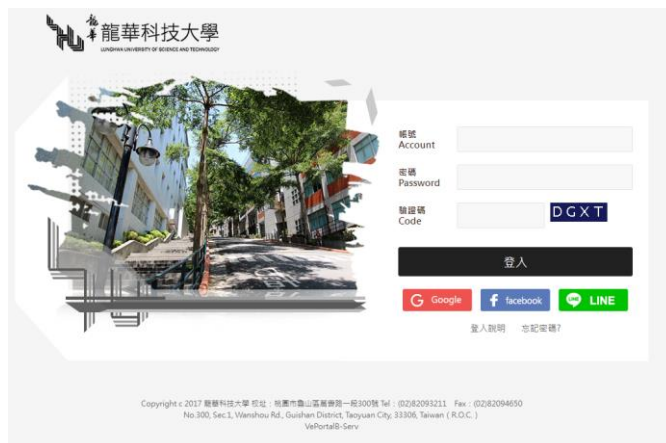 龍華 龍華科技大學
LUNGHWA UNIVERSITY OF SCIENCE AND TECHNOLOGY
帳號
Account
密碼
Password
驗證碼
Code
DGXT
登入
G Google
f facebook
LINE LINE
登入說明 忘記密碼?
Copyright c 2017 龍華科技大學 校址：桃園市龜山區萬壽路一段300號 Tel：(02)82093211 Fax：(02)82094650
No.300, Sec.1, Wanshou Rd., Guishan District, Taoyuan City, 33306, Taiwan ( R.O.C. )
VePortalB-Serv